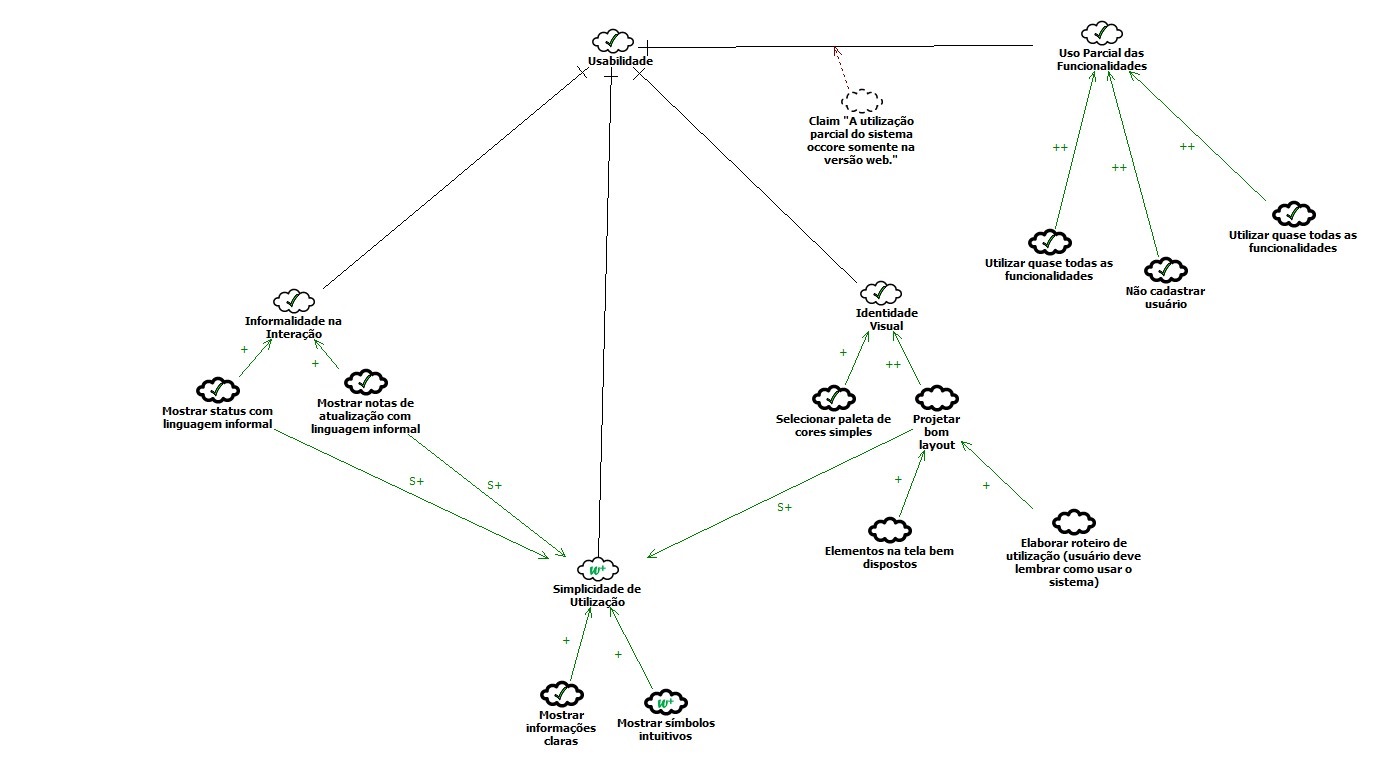 Usabilidade
Uso Parcial das
Funcionalidades
Claim "A utilização
parcial do sistema
occore somente na
versão web."
++
++
++
Utilizar quase todas as
funcionalidades
Utilizar quase todas as
funcionalidades
Não cadastrar
usuário
Informalidade na
Interação
Identidade
Visual
+
+
+
++
Mostrar status com
linguagem informal
Mostrar notas de
atualização com
linguagem informal
Selecionar paleta de
cores simples
Projetar
bom
layout
S+
S+
S+
+
+
Elementos na tela bem
dispostos
Elaborar roteiro de
utilização (usuário deve
lembrar como usar o
sistema)
W+
Simplicidade de
Utilização
+
+
Mostrar
informações
claras
W+
Mostrar símbolos
intuitivos